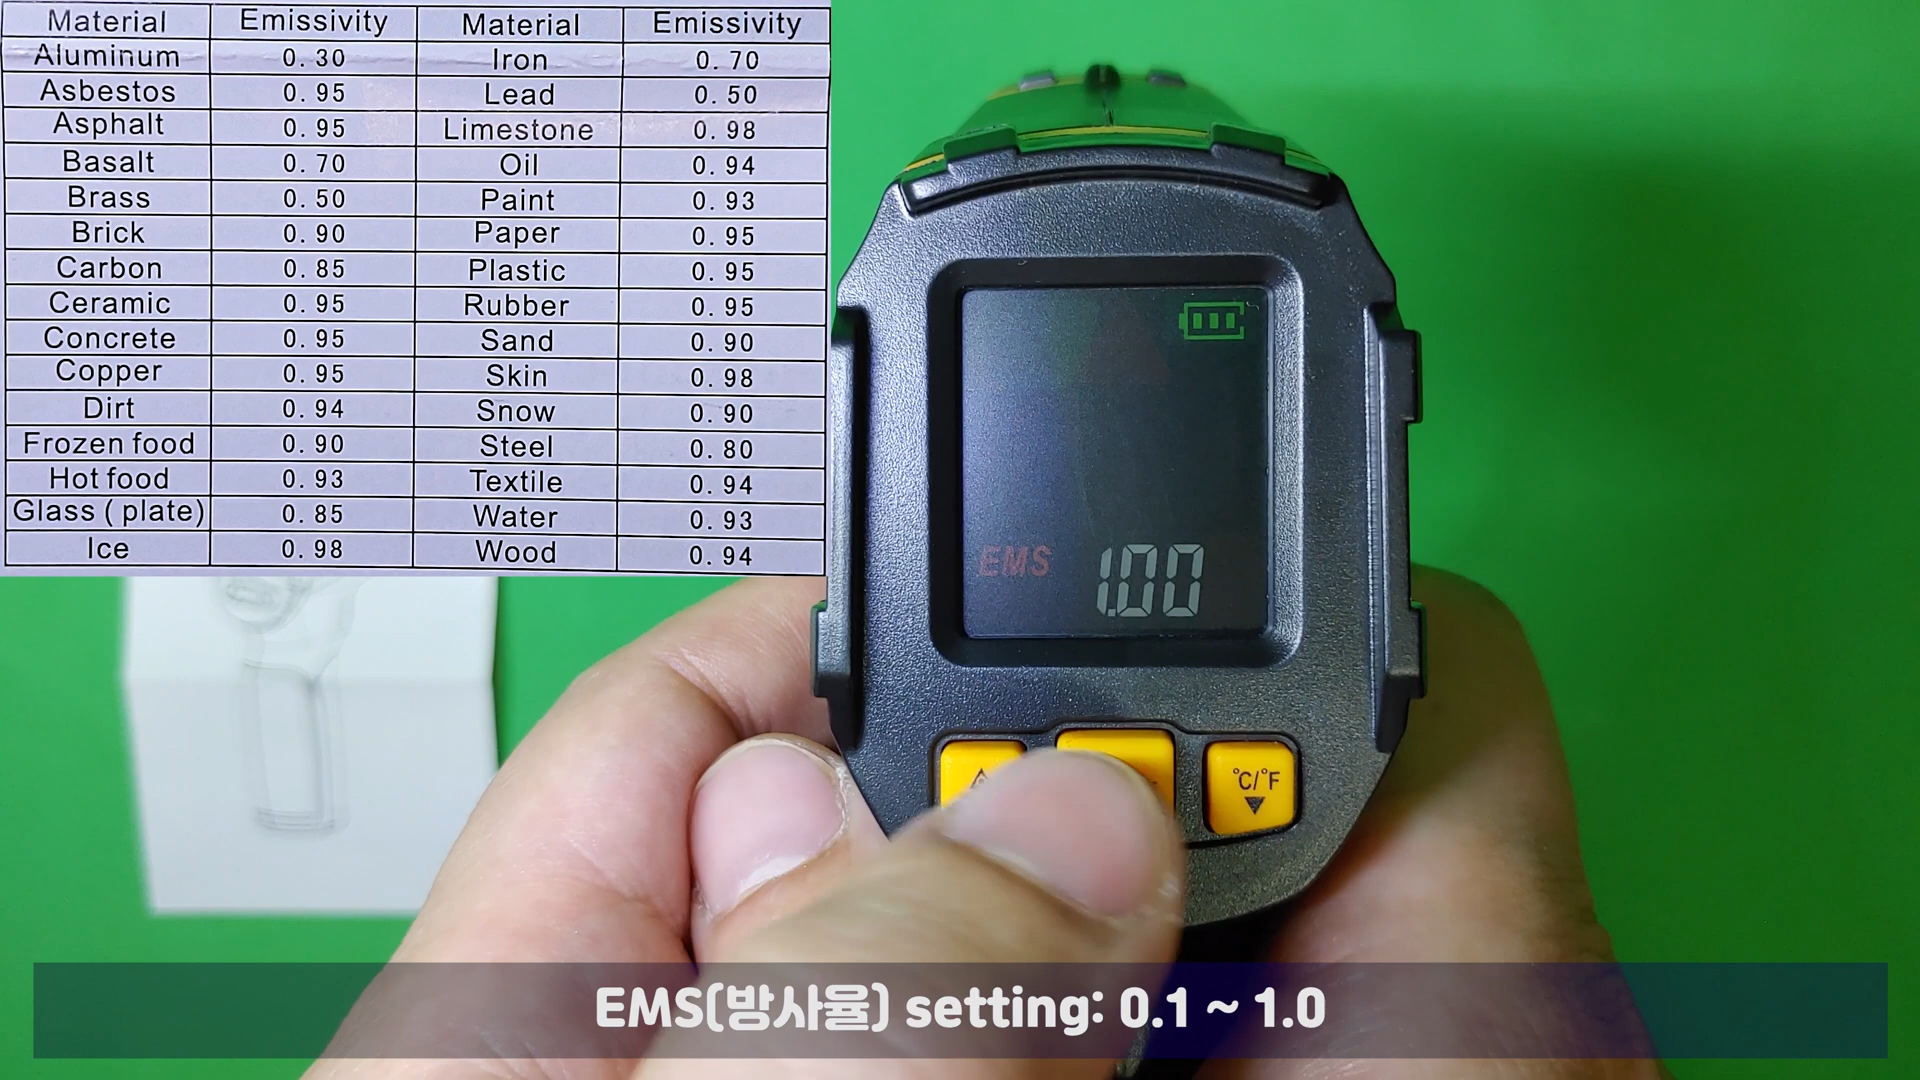 Material Emissivity Material Emissivity
Aluminum 0.30 Iron 0.70
Asbestos 0.95 Lead 0.50
Asphalt 0.95 Limestone 0.98
Basalt 0.70 Oil 0.94
Brass 0.50 Paint 0.93
Brick 0.90 Paper 0.95
Carbon 0.85 Plastic 0.95
Ceramic 0.95 Rubber 0.95
Concrete 0.95 Sand 0.90
Copper 0.95 Skin 0.98
Dirt 0.94 Snow 0.90
Frozen food 0.90 Steel 0.80
Hot food 0.93 Textile 0.94
Glass ( plate) 0.85 Water 0.93
Ice 0.98 Wood 0.94
EMS 1.00
°C/°F
EMS(방사율) setting: 0.1 ~ 1.0